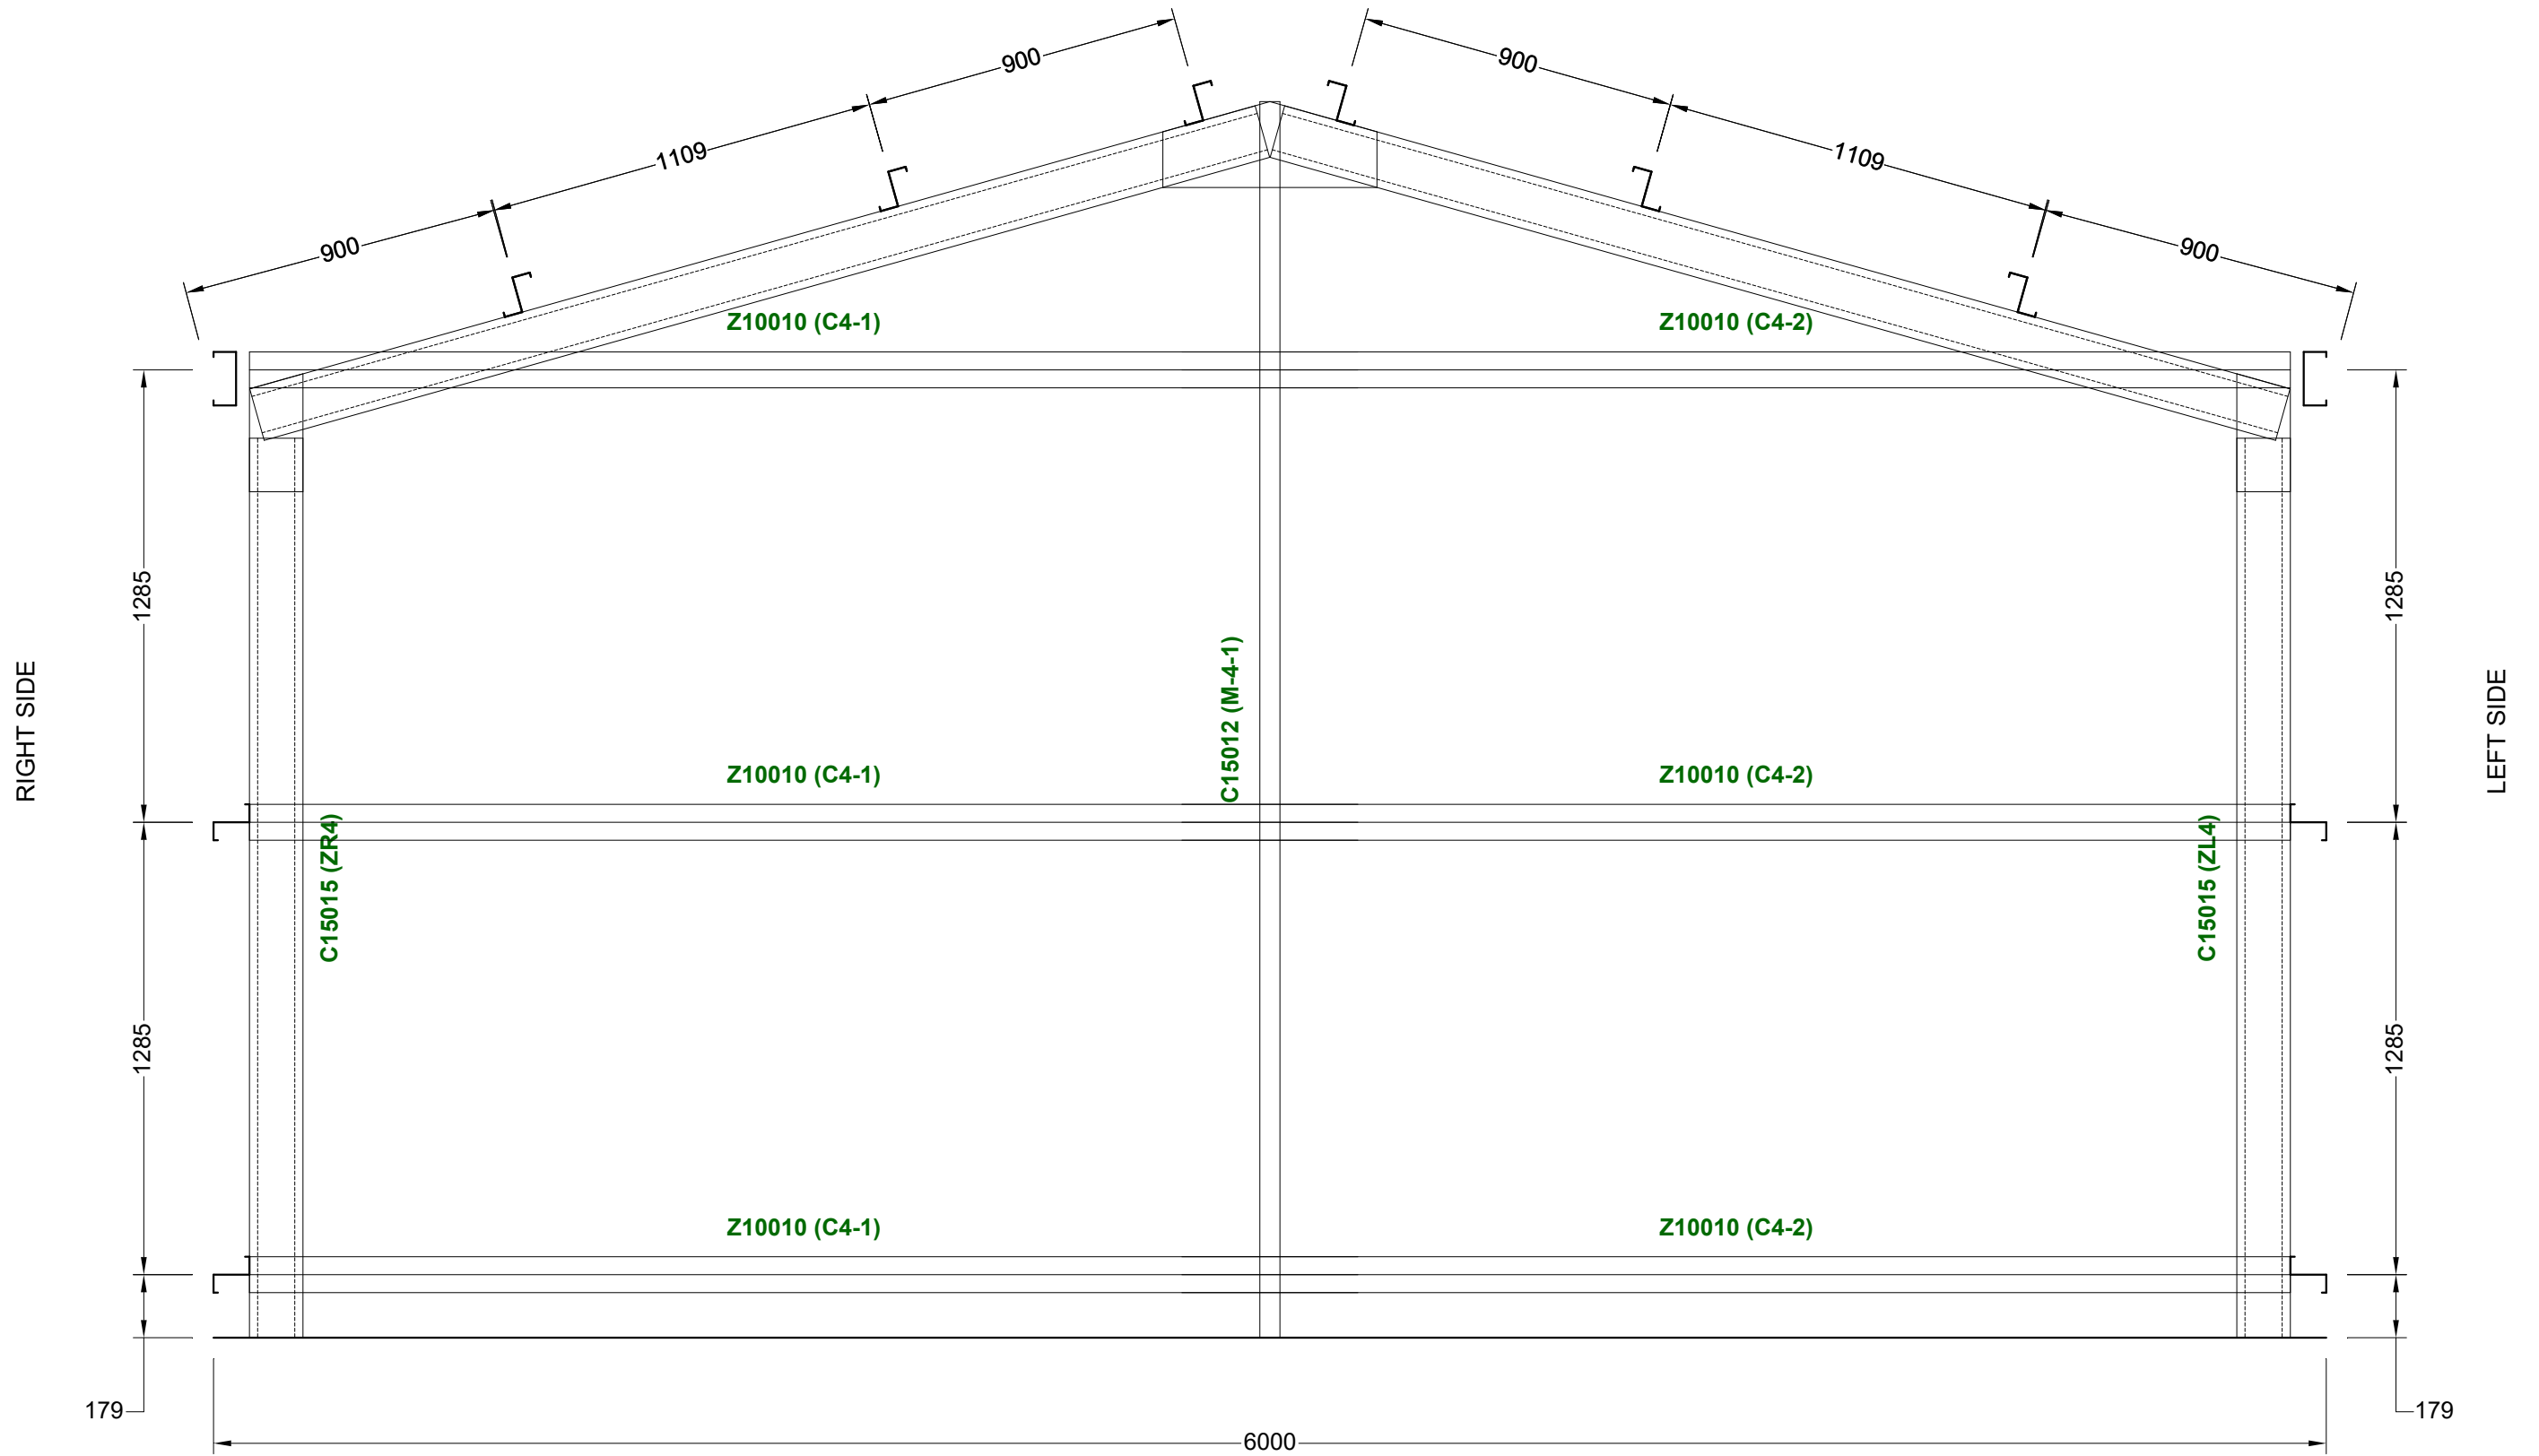 900
900
1109
1109
900
900
Z10010 (C4-1)
Z10010 (C4-2)
1285
1285
RIGHT SIDE
C15012 (M-4-1)
LEFT SIDE
Z10010 (C4-1)
Z10010 (C4-2)
C15015 (ZR4)
C15015 (ZL4)
1285
1285
Z10010 (C4-1)
Z10010 (C4-2)
179
179
6000